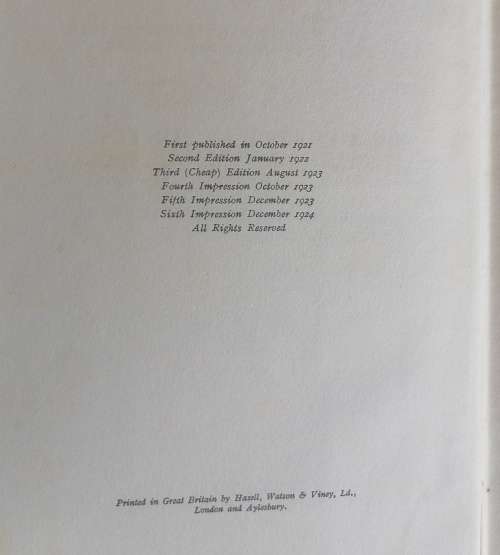 First published in October 1921
Second Edition January 1922
Third (Cheap) Edition August 1923
Fourth Impression October 1923
Fifth Impression December 1923
Sixth Impression December 1924
All Rights Reserved
Printed in Great Britain by Hazell, Watson & Viney, Ld.,
London and Aylesbury.